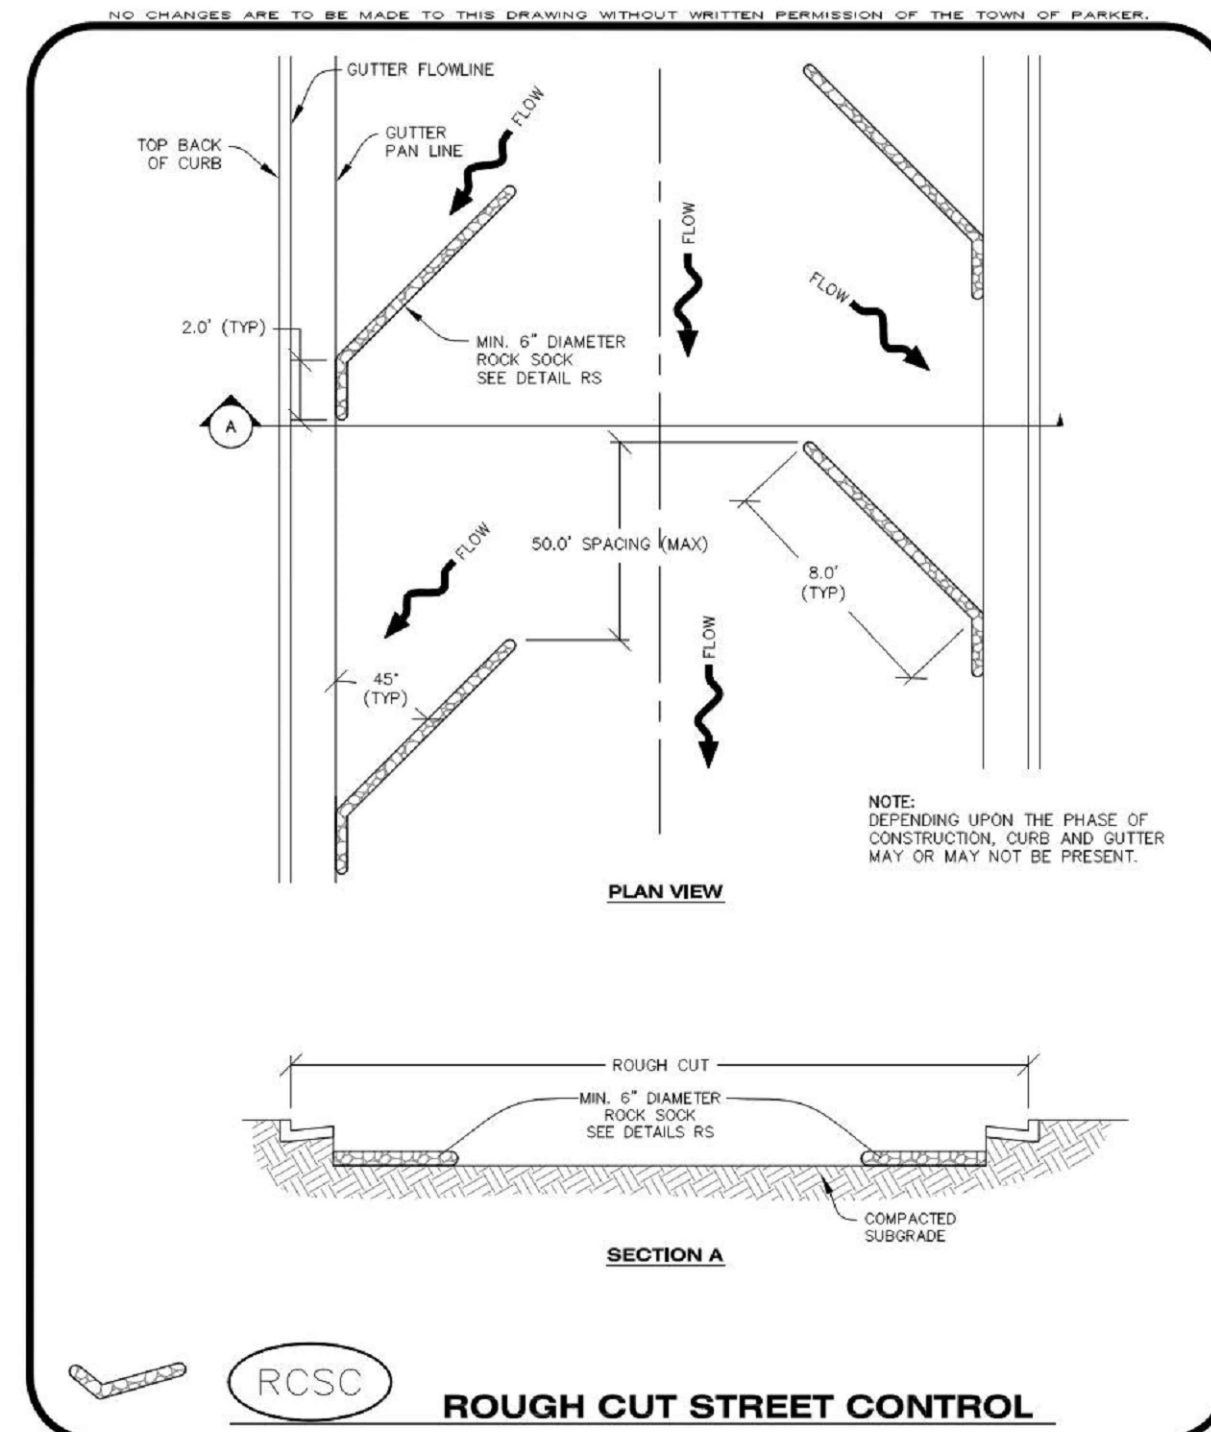 NO CHANGES ARE TO BE MADE TO THIS DRAWING WITHOUT WRITTEN PERMISSION OF THE TOWN OF PARKER.
GUTTER FLOWLINE
FLOW
TOP BACK
OF CURB
GUTTER
PAN LINE
FLOW
FLOW
2.0' (TYP)
MIN. 6" DIAMETER
ROCK SOCK
SEE DETAIL RS
A
50.0' SPACING (MAX)
FLOW
8.0'
(TYP)
FLOW
45°
(TYP)
NOTE:
DEPENDING UPON THE PHASE OF
CONSTRUCTION, CURB AND GUTTER
MAY OR MAY NOT BE PRESENT.
PLAN VIEW
ROUGH CUT
MIN. 6" DIAMETER
ROCK SOCK
SEE DETAILS RS
COMPACTED
SUBGRADE
SECTION A
RCSC
ROUGH CUT STREET CONTROL